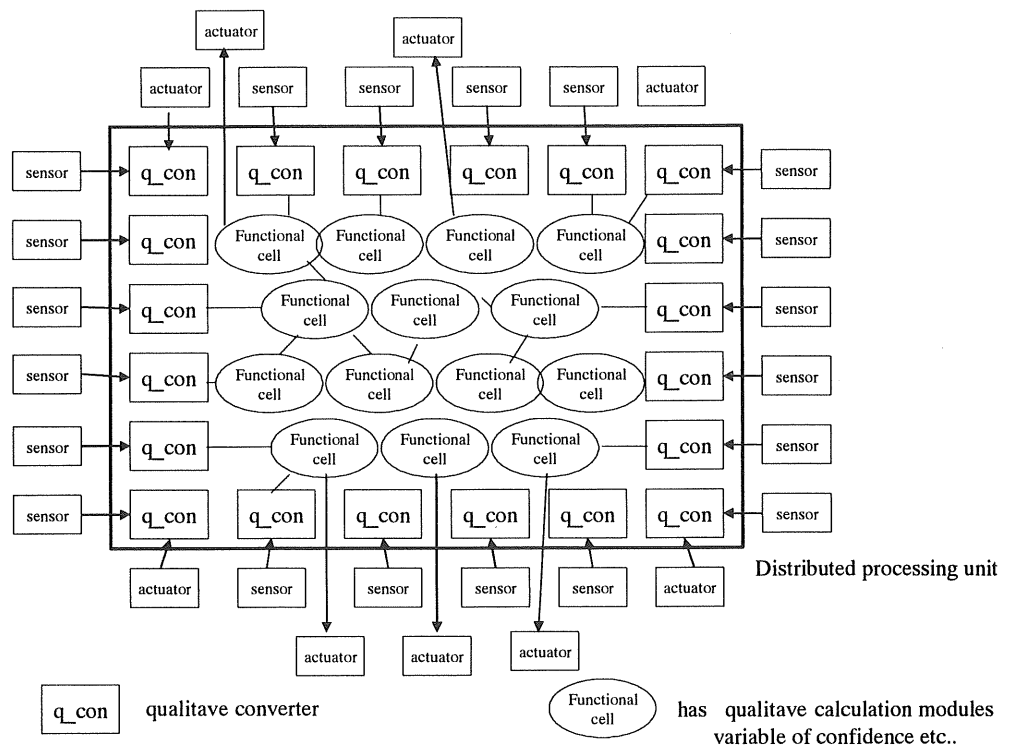 actuator
actuator
actuator
sensor
sensor
sensor
sensor
actuator
sensor
q_con
q_con
q_con
q_con
q_con
q_con
sensor
sensor
q_con
Functional
cell
Functional
cell
Functional
cell
Functional
cell
q_con
sensor
sensor
q_con
Functional
cell
Functional
cell
Functional
cell
q_con
sensor
sensor
q_con
Functional
cell
Functional
cell
Functional
cell
Functional
cell
q_con
sensor
sensor
q_con
Functional
cell
Functional
cell
Functional
cell
q_con
sensor
sensor
q_con
q_con
q_con
q_con
q_con
q_con
sensor
actuator
sensor
sensor
sensor
sensor
actuator
Distributed processing unit
actuator
actuator
actuator
q_con
qualitave converter
Functional
cell
has qualitave calculation modules
variable of confidence etc..